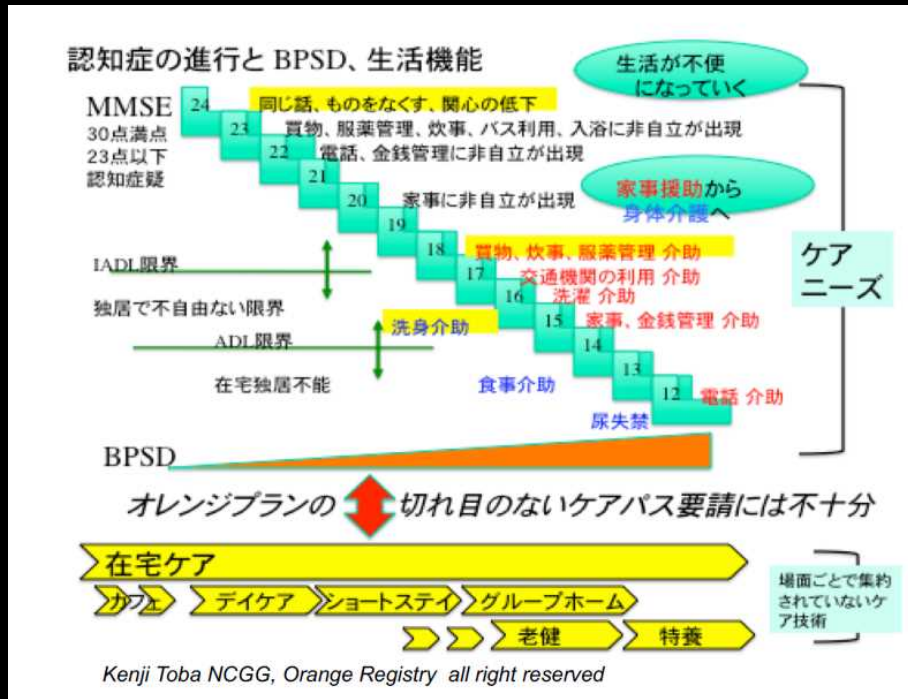 認知症の進行と BPSD、生活機能
生活が不便
になっていく
MMSE
30点満点
23点以下
認知症疑
24
同じ話、ものをなくす、関心の低下
23
買物、服薬管理、炊事、バス利用、入浴に非自立が出現
22
電話、金銭管理に非自立が出現
21
20
家事に非自立が出現
家事援助から
身体介護へ
19
18
買物、炊事、服薬管理 介助
17
交通機関の利用 介助
16
洗濯 介助
ケア
ニーズ
IADL限界
独居で不自由ない限界
洗身介助
15
家事、金銭管理 介助
ADL限界
14
在宅独居不能
食事介助
13
12
電話 介助
尿失禁
BPSD
オレンジプランの 切れ目のないケアパス要請には不十分
在宅ケア
カフェ
デイケア
ショートステイ
グループホーム
老健
特養
場面ごとで集約
されていないケ
ア技術
Kenji Toba NCGG, Orange Registry all right reserved